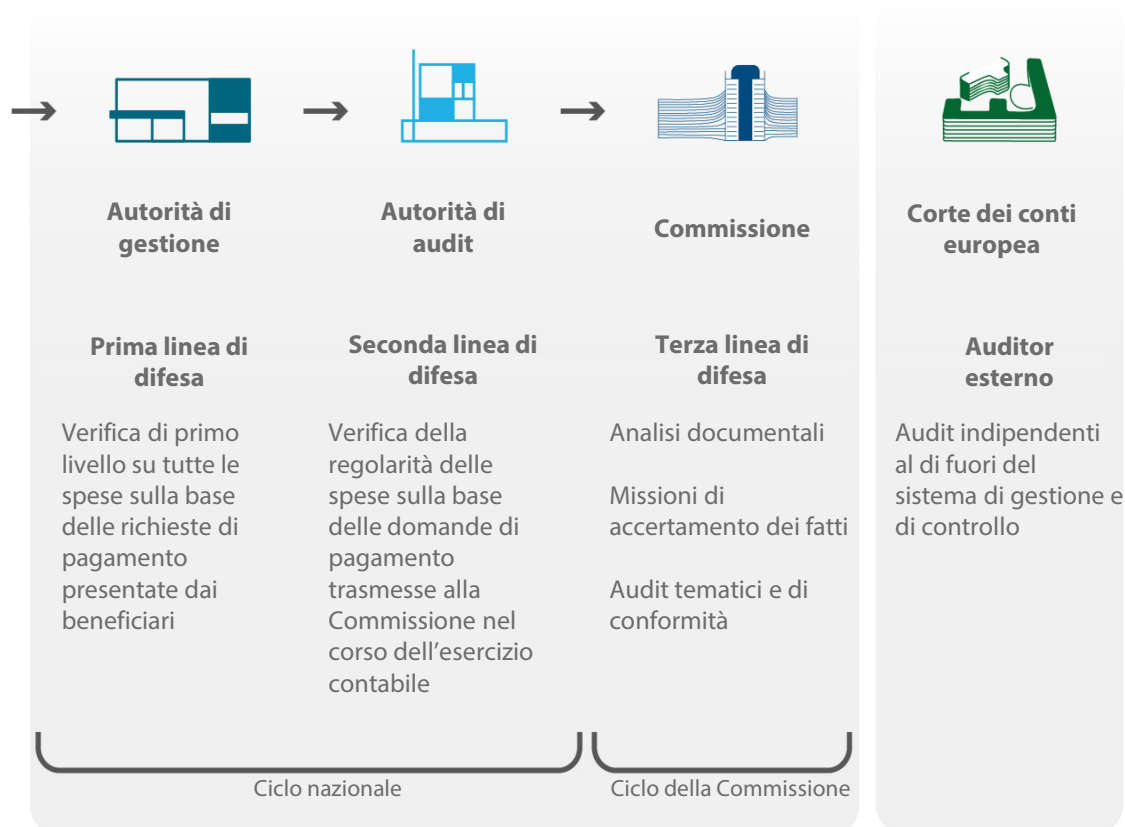 Autorità di
gestione
Prima linea di
difesa
Verifica di primo
livello su tutte le
spese sulla base
delle richieste di
pagamento
presentate dai
beneficiari
Autorità di
audit
Seconda linea di
difesa
Verifica della
regolarità delle
spese sulla base
delle domande di
pagamento
trasmesse alla
Commissione nel
corso dell’esercizio
contabile
Ciclo nazionale
Commissione
Terza linea di
difesa
Analisi documentali
Missioni di
accertamento dei fatti
Audit tematici e di
conformità
Ciclo della Commissione
Corte dei conti
europea
Auditor
esterno
Audit indipendenti
al di fuori del
sistema di gestione e
di controllo